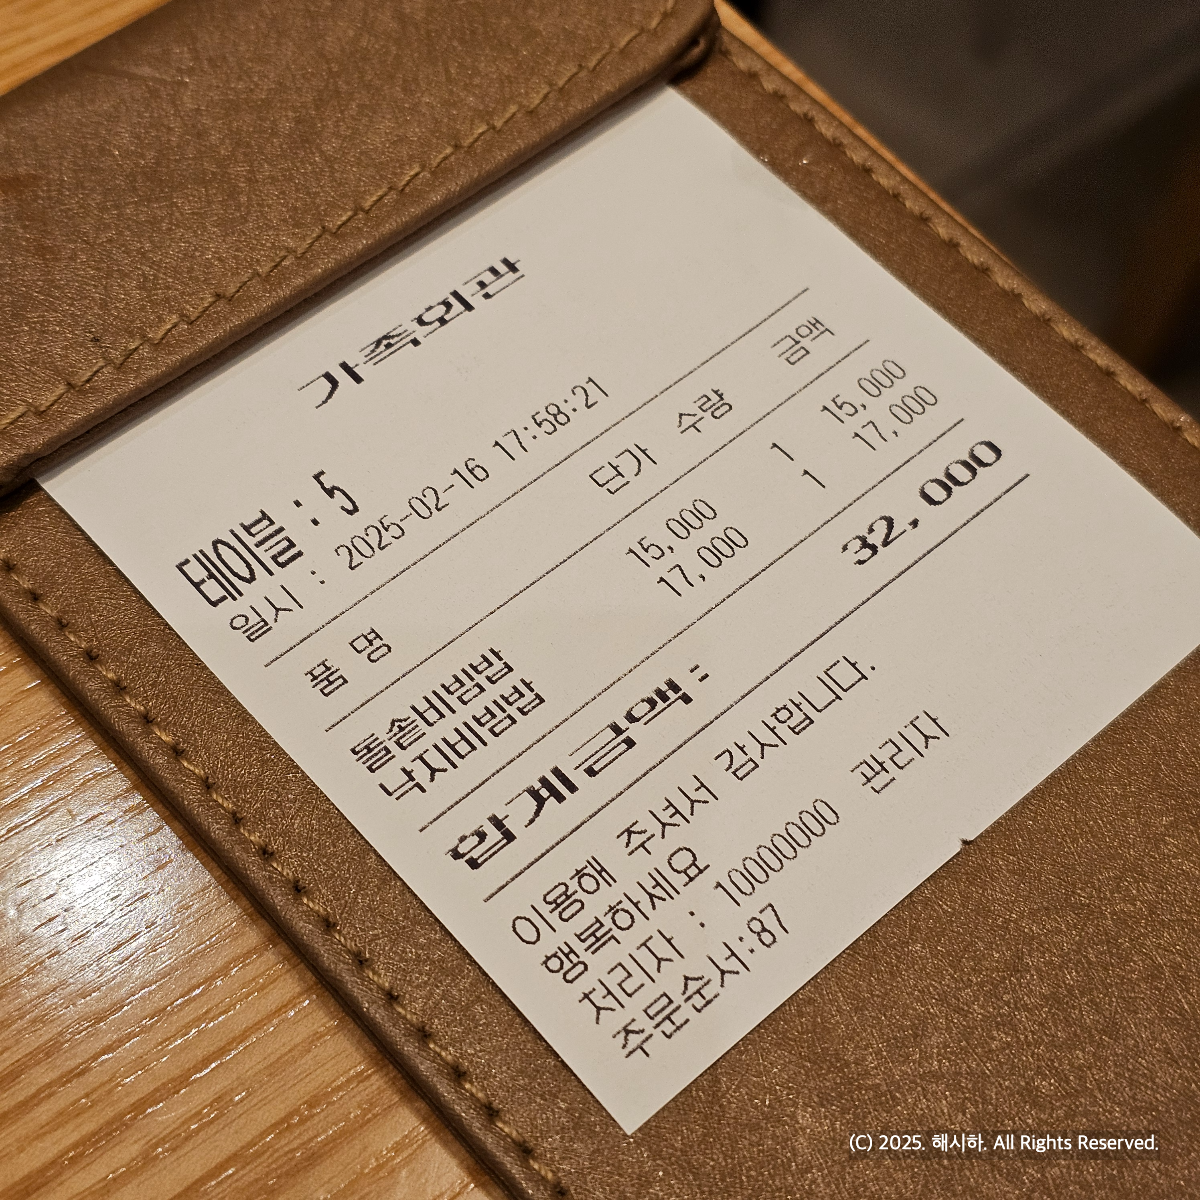 가족회관
테이블 : 5
일시 : 2025-02-16 17:58:21
품 명 단가 수량 금액
돌솥비빔밥 15,000 1 15,000
낙지비빔밥 17,000 1 17,000
합계금액: 32,000
이용해 주셔서 감사합니다.
행복하세요
처리자 : 10000000 관리자
주문순서:87
(C) 2025. 해시하. All Rights Reserved.